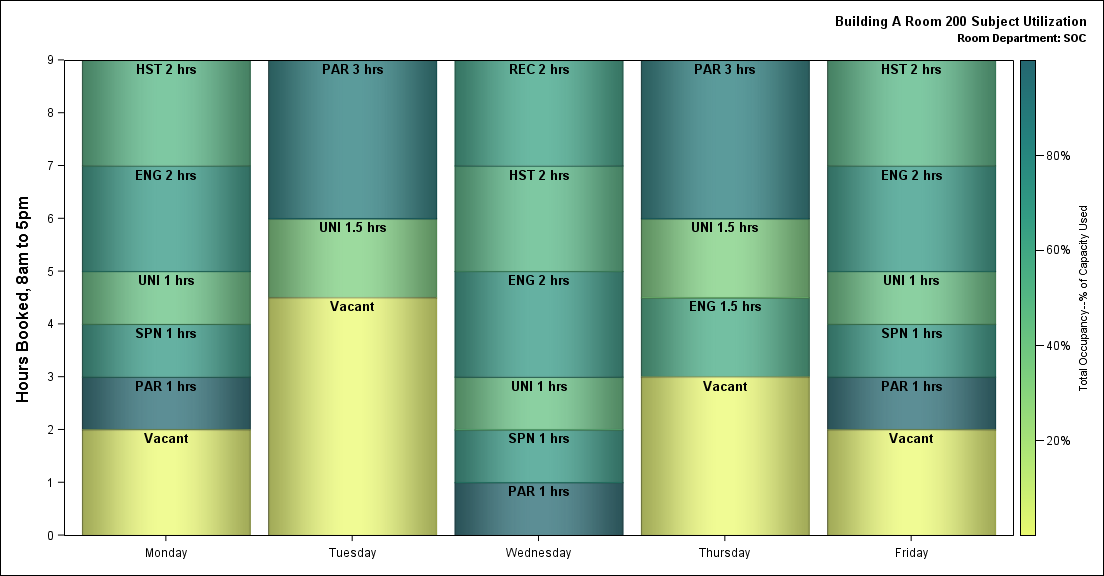 Building A Room 200 Subject Utilization
Room Department: SOC
Hours Booked, 8am to 5pm
9
8
7
6
5
4
3
2
1
0
HST 2 hrs
ENG 2 hrs
UNI 1 hrs
SPN 1 hrs
PAR 1 hrs
Vacant
Monday
PAR 3 hrs
UNI 1.5 hrs
Vacant
Tuesday
REC 2 hrs
HST 2 hrs
ENG 2 hrs
UNI 1 hrs
SPN 1 hrs
PAR 1 hrs
Wednesday
PAR 3 hrs
UNI 1.5 hrs
ENG 1.5 hrs
Vacant
Thursday
HST 2 hrs
ENG 2 hrs
UNI 1 hrs
SPN 1 hrs
PAR 1 hrs
Vacant
Friday
80%
60%
40%
20%
Total Occupancy--% of Capacity Used